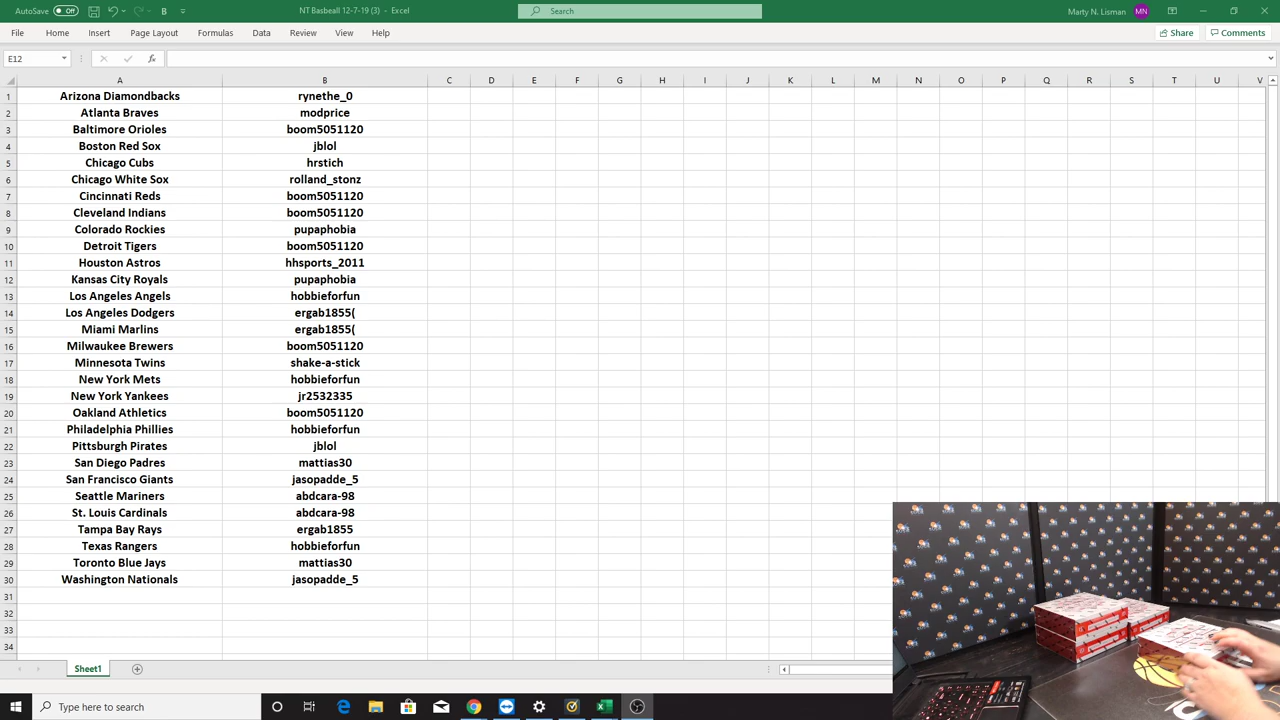 AutoSave Off
NT Basbeall 12-7-19 (3) - Excel
Search
Marty N. Lisman MN
File Home Insert Page Layout Formulas Data Review View Help Share Comments
E12 fx
A B C D E F G H I J K L M N O P Q R S T U V
1 Arizona Diamondbacks rynethe_0
2 Atlanta Braves modprice
3 Baltimore Orioles boom5051120
4 Boston Red Sox jblol
5 Chicago Cubs hrstich
6 Chicago White Sox rolland_stonz
7 Cincinnati Reds boom5051120
8 Cleveland Indians boom5051120
9 Colorado Rockies pupaphobia
10 Detroit Tigers boom5051120
11 Houston Astros hhsports_2011
12 Kansas City Royals pupaphobia
13 Los Angeles Angels hobbieforfun
14 Los Angeles Dodgers ergab1855(
15 Miami Marlins ergab1855(
16 Milwaukee Brewers boom5051120
17 Minnesota Twins shake-a-stick
18 New York Mets hobbieforfun
19 New York Yankees jr2532335
20 Oakland Athletics boom5051120
21 Philadelphia Phillies hobbieforfun
22 Pittsburgh Pirates jblol
23 San Diego Padres mattias30
24 San Francisco Giants jasopadde_5
25 Seattle Mariners abdcara-98
26 St. Louis Cardinals abdcara-98
27 Tampa Bay Rays ergab1855
28 Texas Rangers hobbieforfun
29 Toronto Blue Jays mattias30
30 Washington Nationals jasopadde_5
31
32
33
34
Sheet1
Type here to search